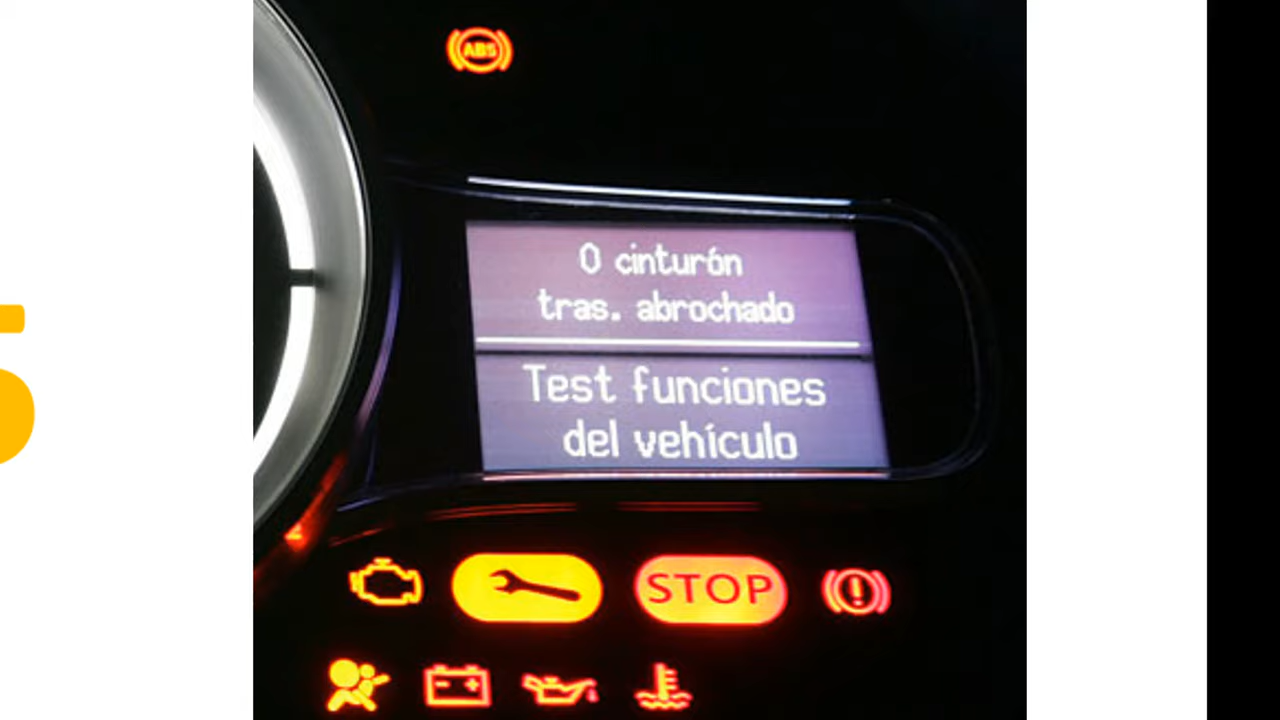 ABS
0 cinturón
tras. abrochado
Test funciones
del vehículo
STOP